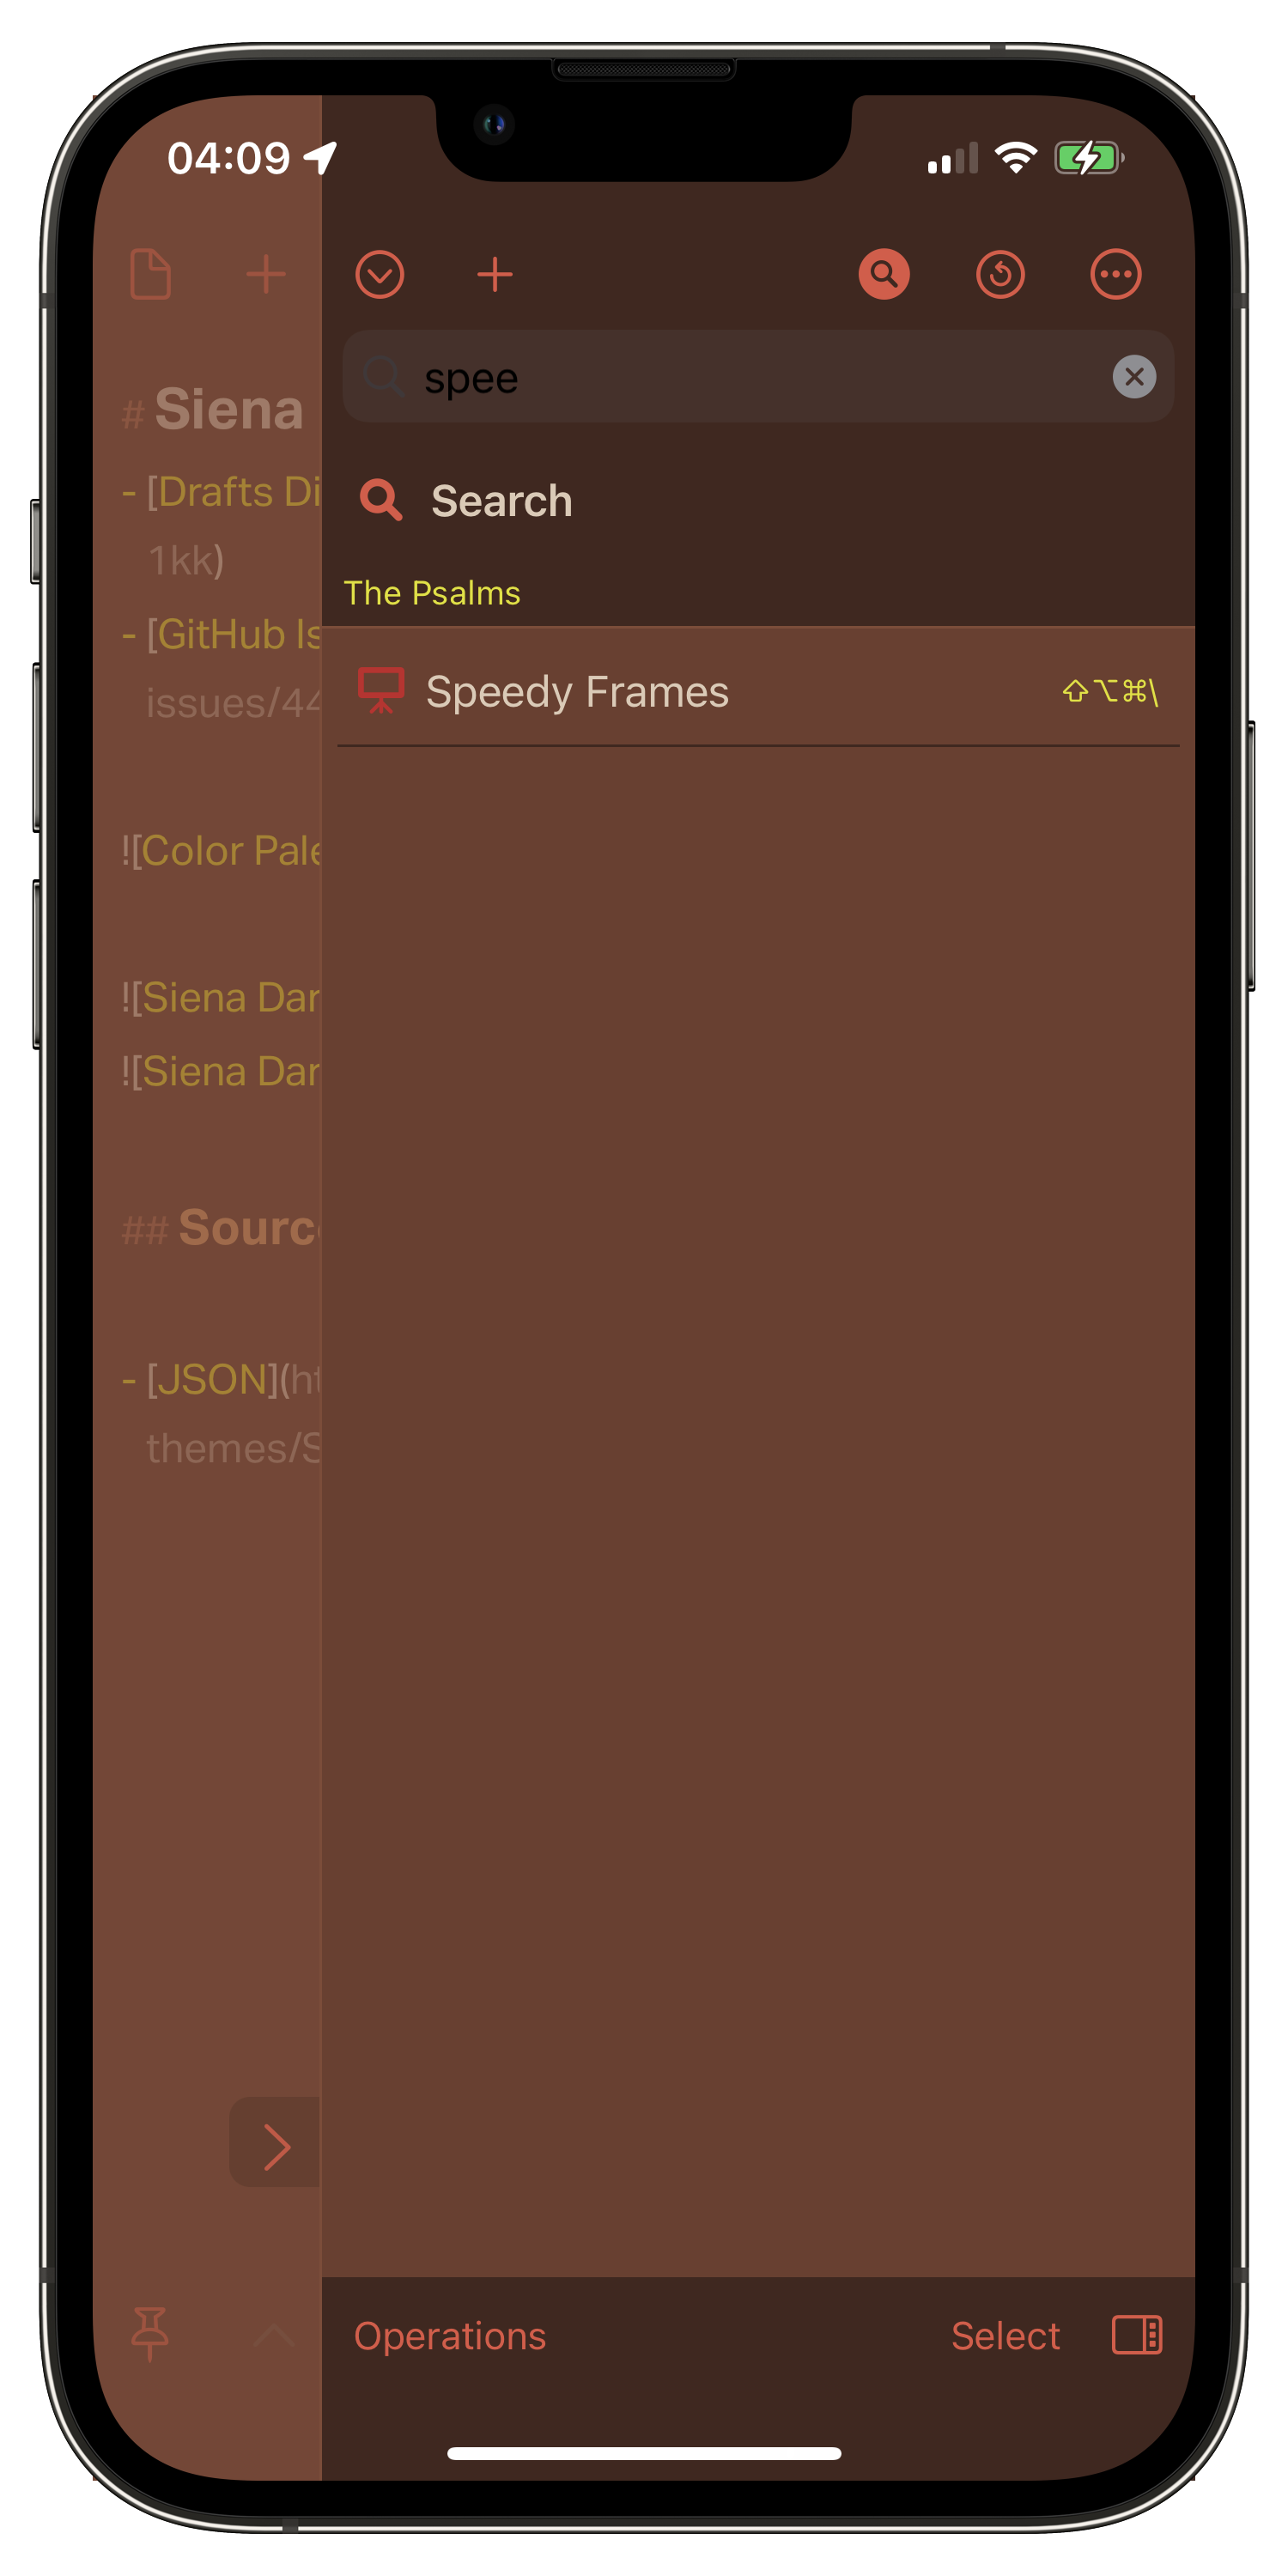 04:09
spee
Search
The Psalms
Speedy Frames ⇧⌥⌘\
Operations
Select
# Siena
- [Drafts Di
1kk)
- [GitHub Is
issues/44
![Color Pale
![Siena Dar
![Siena Dar
## Sourc
- [JSON](ht
themes/S